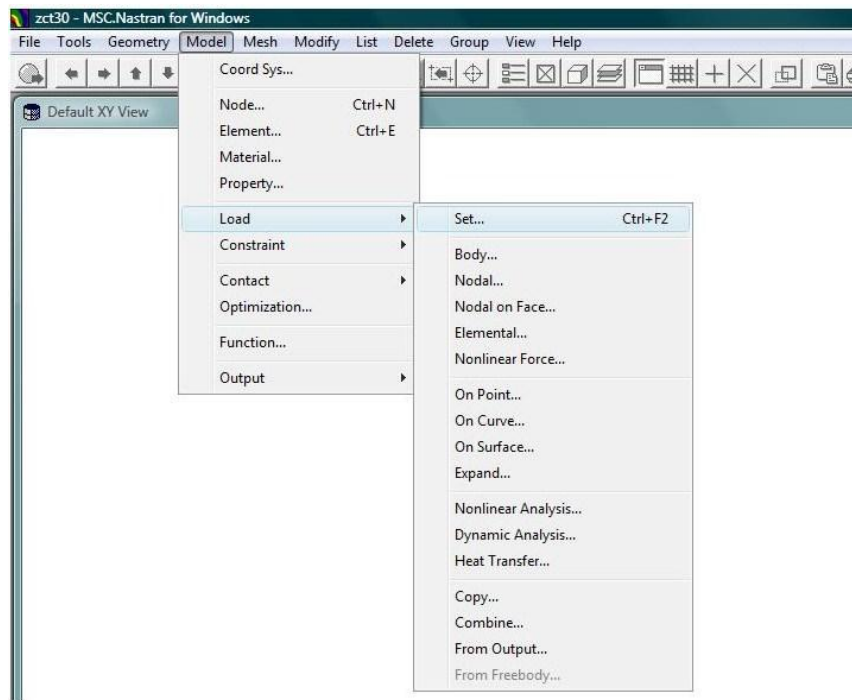 zct30 - MSC.Nastran for Windows
File Tools Geometry Model Mesh Modify List Delete Group View Help
Default XY View
Coord Sys...
Node... Ctrl+N
Element... Ctrl+E
Material...
Property...
Load
Constraint
Contact
Optimization...
Function...
Output
Set... Ctrl+F2
Body...
Nodal...
Nodal on Face...
Elemental...
Nonlinear Force...
On Point...
On Curve...
On Surface...
Expand...
Nonlinear Analysis...
Dynamic Analysis...
Heat Transfer...
Copy...
Combine...
From Output...
From Freebody...